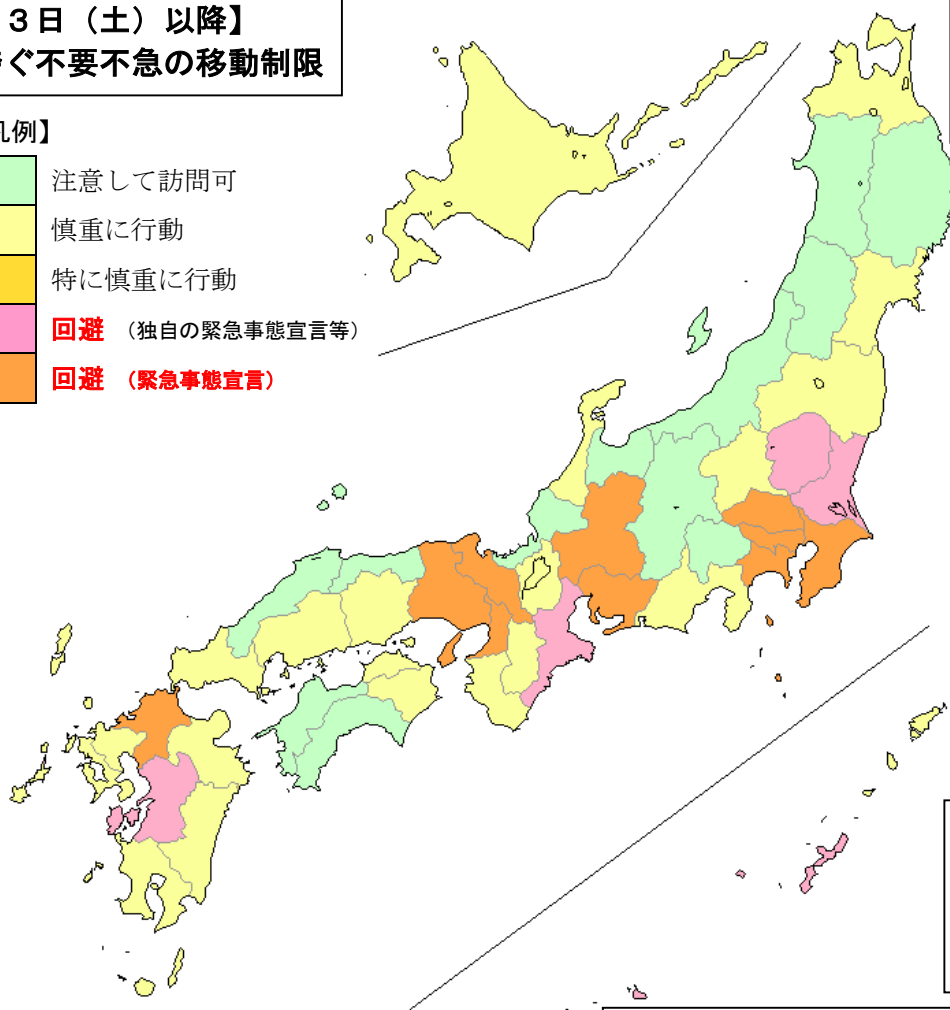 ３日（土）以降】
ぐ不要不急の移動制限
例】
注意して訪問可
慎重に行動
特に慎重に行動
回避 （独自の緊急事態宣言等）
回避 （緊急事態宣言）